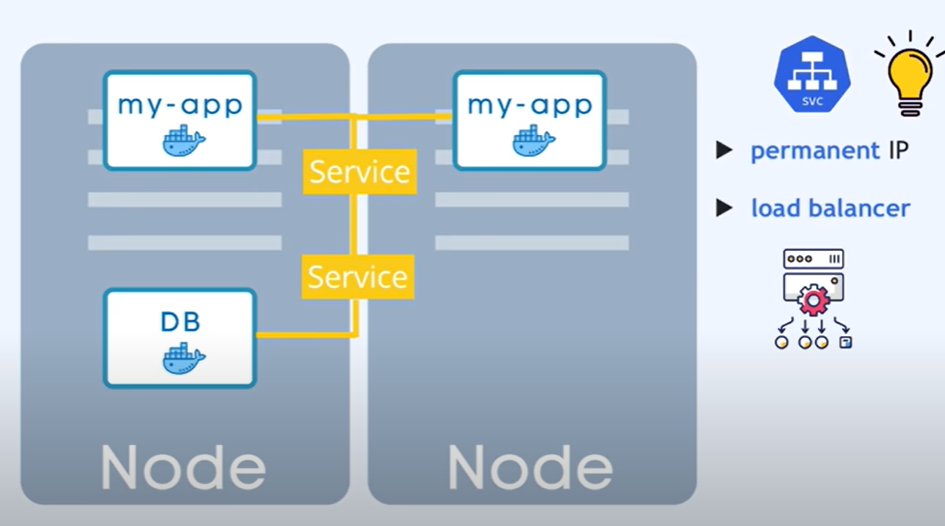 my-app
my-app
Service
Service
DB
Node
Node
svc
permanent IP
load balancer